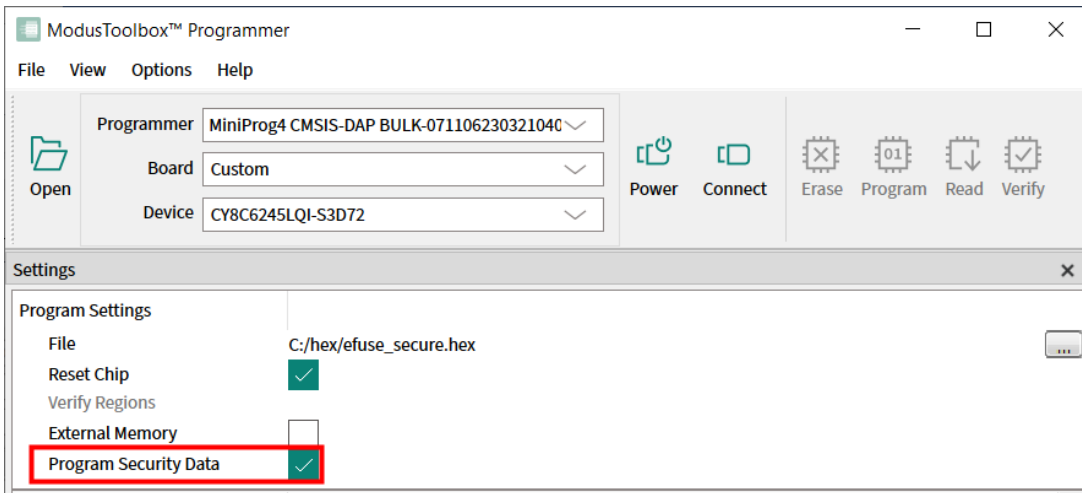 ModusToolbox™ Programmer
File View Options Help
Open
Programmer MiniProg4 CMSIS-DAP BULK-071106230321040
Board Custom
Device CY8C6245LQI-S3D72
Power Connect Erase Program Read Verify
01
Settings
Program Settings
File C:/hex/efuse_secure.hex
...
Reset Chip
Verify Regions
External Memory
Program Security Data